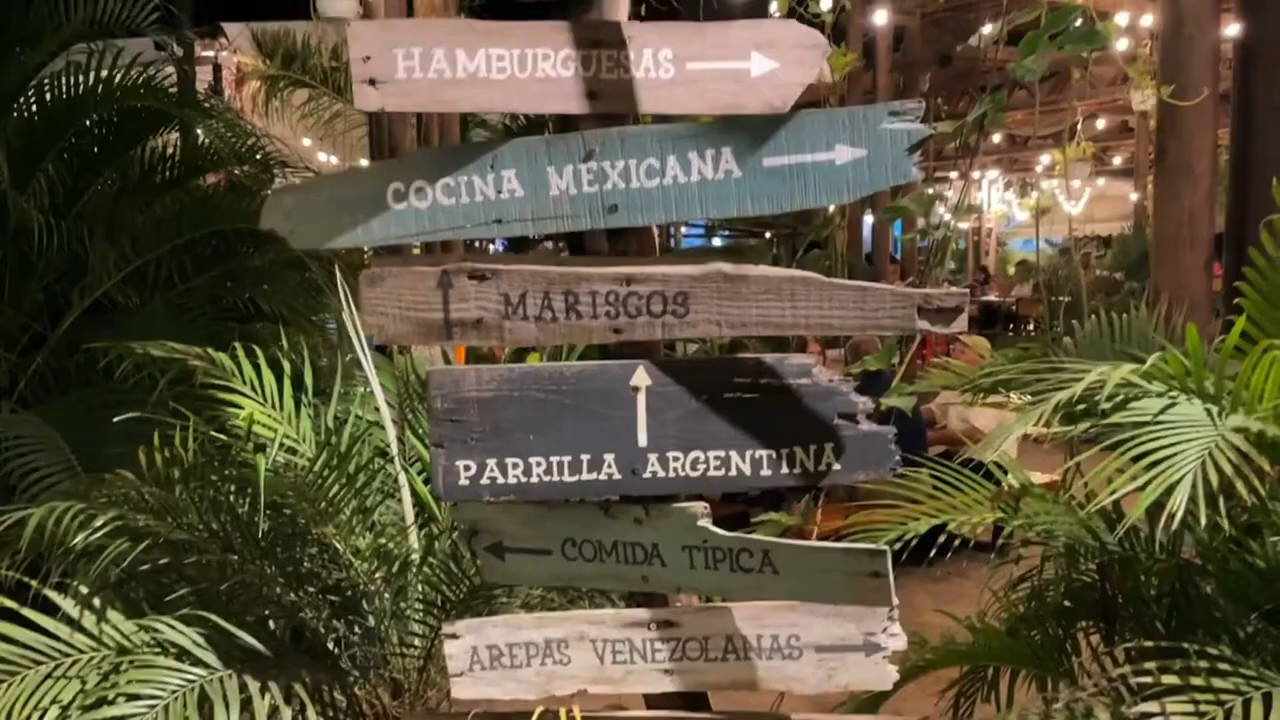 HAMBURGUESAS
COCINA MEXICANA
MARISCOS
PARRILLA ARGENTINA
COMIDA TÍPICA
AREPAS VENEZOLANAS